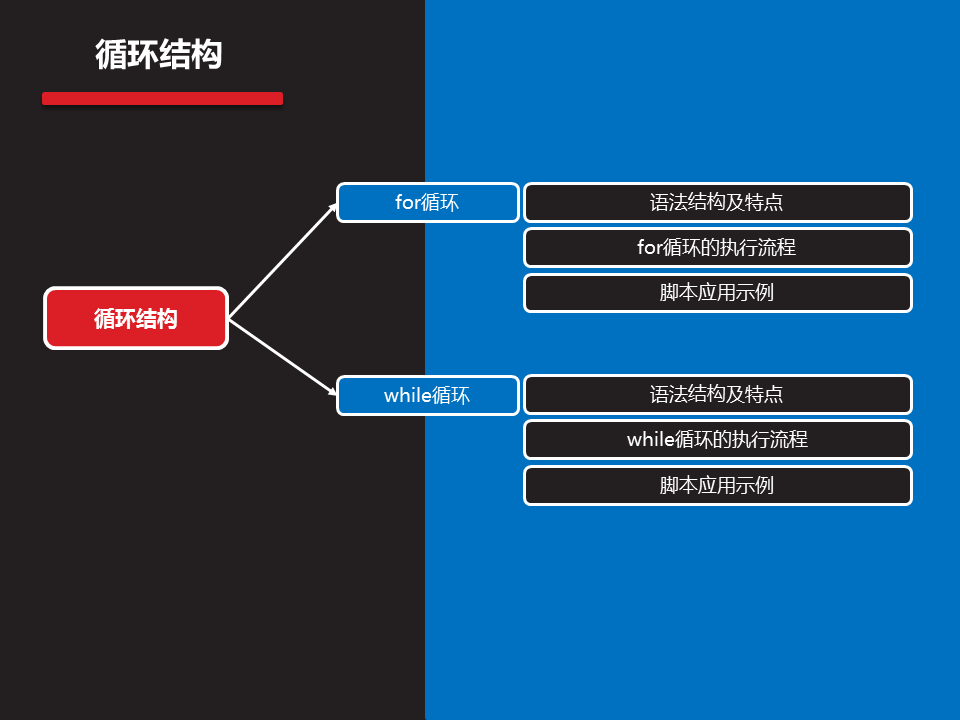 循环结构
循环结构
for循环
语法结构及特点
for循环的执行流程
脚本应用示例
while循环
语法结构及特点
while循环的执行流程
脚本应用示例